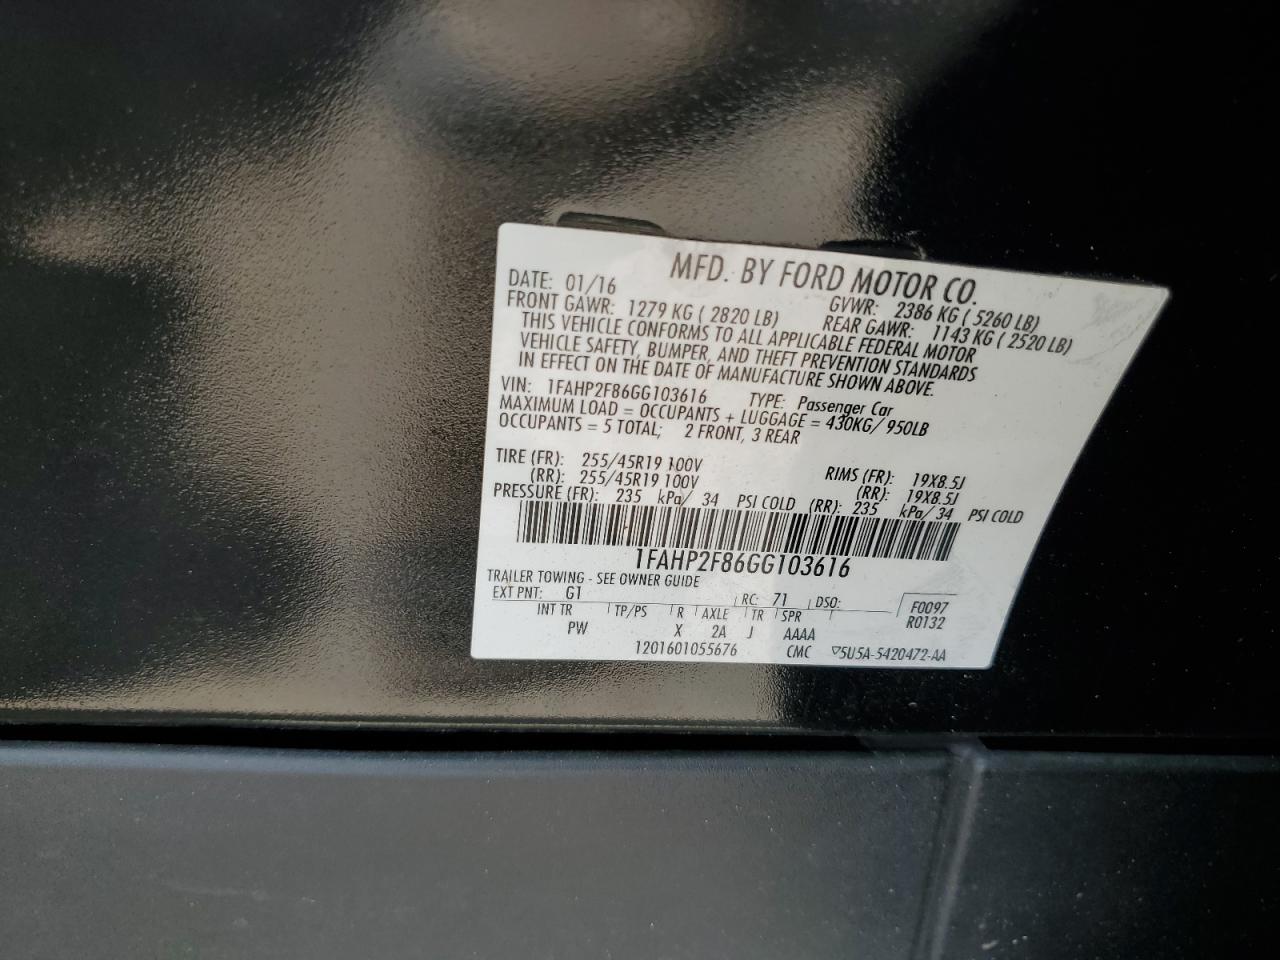 MFD. BY FORD MOTOR CO.
DATE: 01/16 GVWR: 2386 KG ( 5260 LB)
FRONT GAWR: 1279 KG ( 2820 LB) REAR GAWR: 1143 KG ( 2520 LB)
THIS VEHICLE CONFORMS TO ALL APPLICABLE FEDERAL MOTOR
VEHICLE SAFETY, BUMPER, AND THEFT PREVENTION STANDARDS
IN EFFECT ON THE DATE OF MANUFACTURE SHOWN ABOVE.
VIN: 1FAHP2F86GG103616 TYPE: Passenger Car
MAXIMUM LOAD = OCCUPANTS + LUGGAGE = 430KG/ 950LB
OCCUPANTS = 5 TOTAL; 2 FRONT, 3 REAR
TIRE (FR): 255/45R19 100V RIMS (FR): 19X8.5J
(RR): 255/45R19 100V (RR): 19X8.5J
PRESSURE (FR): 235 kPa/ 34 PSI COLD (RR): 235 kPa/ 34 PSI COLD
1FAHP2F86GG103616
TRAILER TOWING - SEE OWNER GUIDE
EXT PNT: G1 RC: 71 DSO: F0097
INT TR TP/PS R AXLE TR SPR R0132
PW X 2A J AAAA
1201601055676 CMC ▽5U5A-5420472-AA